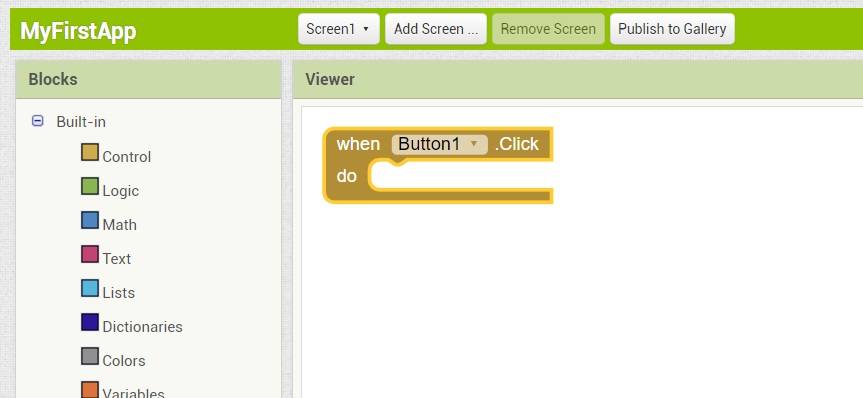 MyFirstApp
Screen1 Add Screen ... Remove Screen Publish to Gallery
Blocks
Viewer
Built-in
Control
Logic
Math
Text
Lists
Dictionaries
Colors
Variables
when Button1 .Click
do